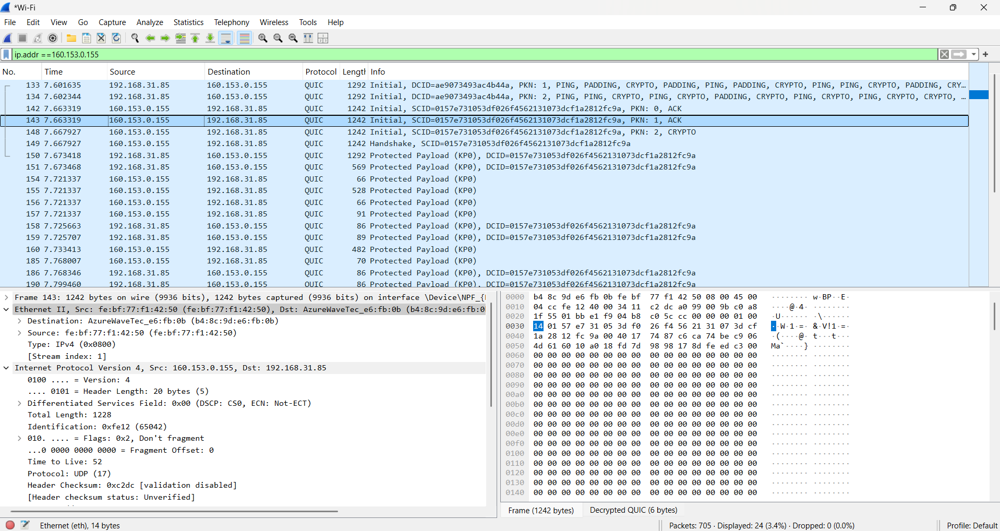 *Wi-Fi
File Edit View Go Capture Analyze Statistics Telephony Wireless Tools Help
ip.addr ==160.153.0.155
No. Time Source Destination Protocol Length Info
133 7.601635 192.168.31.85 160.153.0.155 QUIC 1292 Initial, DCID=ae9073493ac4b44a, PKN: 1, PING, PADDING, CRYPTO, PADDING, PING, PADDING, CRYPTO, PING, PING, CRYPTO, PADDING, CRY…
134 7.602344 192.168.31.85 160.153.0.155 QUIC 1292 Initial, DCID=ae9073493ac4b44a, PKN: 2, PING, PING, CRYPTO, PING, CRYPTO, PADDING, CRYPTO, PING, CRYPTO, PING, CRYPTO, CRYPTO, …
142 7.663319 160.153.0.155 192.168.31.85 QUIC 1242 Initial, SCID=0157e731053df026f4562131073dcf1a2812fc9a, PKN: 0, ACK
143 7.663319 160.153.0.155 192.168.31.85 QUIC 1242 Initial, SCID=0157e731053df026f4562131073dcf1a2812fc9a, PKN: 1, ACK
148 7.667927 160.153.0.155 192.168.31.85 QUIC 1242 Initial, SCID=0157e731053df026f4562131073dcf1a2812fc9a, PKN: 2, CRYPTO
149 7.667927 160.153.0.155 192.168.31.85 QUIC 1242 Handshake, SCID=0157e731053df026f4562131073dcf1a2812fc9a
150 7.673418 192.168.31.85 160.153.0.155 QUIC 1292 Protected Payload (KP0), DCID=0157e731053df026f4562131073dcf1a2812fc9a
151 7.673468 192.168.31.85 160.153.0.155 QUIC 569 Protected Payload (KP0), DCID=0157e731053df026f4562131073dcf1a2812fc9a
154 7.721337 160.153.0.155 192.168.31.85 QUIC 66 Protected Payload (KP0)
155 7.721337 160.153.0.155 192.168.31.85 QUIC 528 Protected Payload (KP0)
156 7.721337 160.153.0.155 192.168.31.85 QUIC 66 Protected Payload (KP0)
157 7.721337 160.153.0.155 192.168.31.85 QUIC 91 Protected Payload (KP0)
158 7.725663 192.168.31.85 160.153.0.155 QUIC 86 Protected Payload (KP0), DCID=0157e731053df026f4562131073dcf1a2812fc9a
159 7.725707 192.168.31.85 160.153.0.155 QUIC 89 Protected Payload (KP0), DCID=0157e731053df026f4562131073dcf1a2812fc9a
160 7.733413 160.153.0.155 192.168.31.85 QUIC 482 Protected Payload (KP0)
185 7.768007 160.153.0.155 192.168.31.85 QUIC 70 Protected Payload (KP0)
186 7.768346 192.168.31.85 160.153.0.155 QUIC 86 Protected Payload (KP0), DCID=0157e731053df026f4562131073dcf1a2812fc9a
190 7.799460 192.168.31.85 160.153.0.155 QUIC 86 Protected Payload (KP0), DCID=0157e731053df026f4562131073dcf1a2812fc9a
Frame 143: 1242 bytes on wire (9936 bits), 1242 bytes captured (9936 bits) on interface \Device\NPF_{
Ethernet II, Src: fe:bf:77:f1:42:50 (fe:bf:77:f1:42:50), Dst: AzureWaveTec_e6:fb:0b (b4:8c:9d:e6:fb:0
Destination: AzureWaveTec_e6:fb:0b (b4:8c:9d:e6:fb:0b)
Source: fe:bf:77:f1:42:50 (fe:bf:77:f1:42:50)
Type: IPv4 (0x0800)
[Stream index: 1]
Internet Protocol Version 4, Src: 160.153.0.155, Dst: 192.168.31.85
0100 .... = Version: 4
.... 0101 = Header Length: 20 bytes (5)
Differentiated Services Field: 0x00 (DSCP: CS0, ECN: Not-ECT)
Total Length: 1228
Identification: 0xfe12 (65042)
010. .... = Flags: 0x2, Don't fragment
...0 0000 0000 0000 = Fragment Offset: 0
Time to Live: 52
Protocol: UDP (17)
Header Checksum: 0xc2dc [validation disabled]
[Header checksum status: Unverified]
0000 b4 8c 9d e6 fb 0b fe bf 77 f1 42 50 08 00 45 00 ········ w·BP··E·
0010 04 cc fe 12 40 00 34 11 c2 dc a0 99 00 9b c0 a8 ····@·4· ········
0020 1f 55 01 bb e1 f9 04 b8 c0 5c cc 00 00 00 01 00 ·U······ ·\······
0030 14 01 57 e7 31 05 3d f0 26 f4 56 21 31 07 3d cf ··W·1·=· &·V!1·=·
0040 1a 28 12 fc 9a 00 40 17 74 87 c6 ca 74 be c9 06 ·(····@· t···t···
0050 4d 61 60 10 a0 18 fd 7d 98 98 17 8d fe ed c3 00 Ma`····} ········
0060 00 00 00 00 00 00 00 00 00 00 00 00 00 00 00 00 ········ ········
0070 00 00 00 00 00 00 00 00 00 00 00 00 00 00 00 00 ········ ········
0080 00 00 00 00 00 00 00 00 00 00 00 00 00 00 00 00 ········ ········
0090 00 00 00 00 00 00 00 00 00 00 00 00 00 00 00 00 ········ ········
00a0 00 00 00 00 00 00 00 00 00 00 00 00 00 00 00 00 ········ ········
00b0 00 00 00 00 00 00 00 00 00 00 00 00 00 00 00 00 ········ ········
00c0 00 00 00 00 00 00 00 00 00 00 00 00 00 00 00 00 ········ ········
00d0 00 00 00 00 00 00 00 00 00 00 00 00 00 00 00 00 ········ ········
00e0 00 00 00 00 00 00 00 00 00 00 00 00 00 00 00 00 ········ ········
00f0 00 00 00 00 00 00 00 00 00 00 00 00 00 00 00 00 ········ ········
0100 00 00 00 00 00 00 00 00 00 00 00 00 00 00 00 00 ········ ········
0110 00 00 00 00 00 00 00 00 00 00 00 00 00 00 00 00 ········ ········
0120 00 00 00 00 00 00 00 00 00 00 00 00 00 00 00 00 ········ ········
0130 00 00 00 00 00 00 00 00 00 00 00 00 00 00 00 00 ········ ········
0140 00 00 00 00 00 00 00 00 00 00 00 00 00 00 00 00 ········ ········
Frame (1242 bytes) Decrypted QUIC (6 bytes)
Ethernet (eth), 14 bytes Packets: 705 · Displayed: 24 (3.4%) · Dropped: 0 (0.0%) Profile: Default